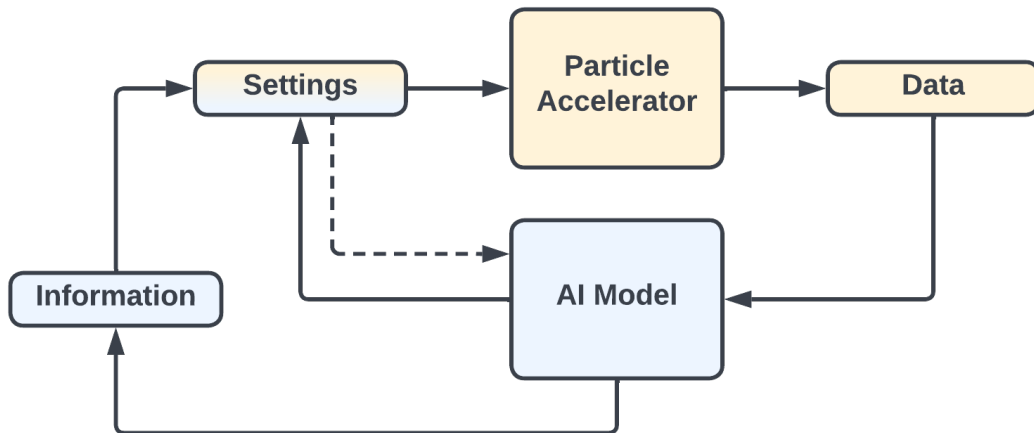 Settings
Particle
Accelerator
Data
Information
AI Model